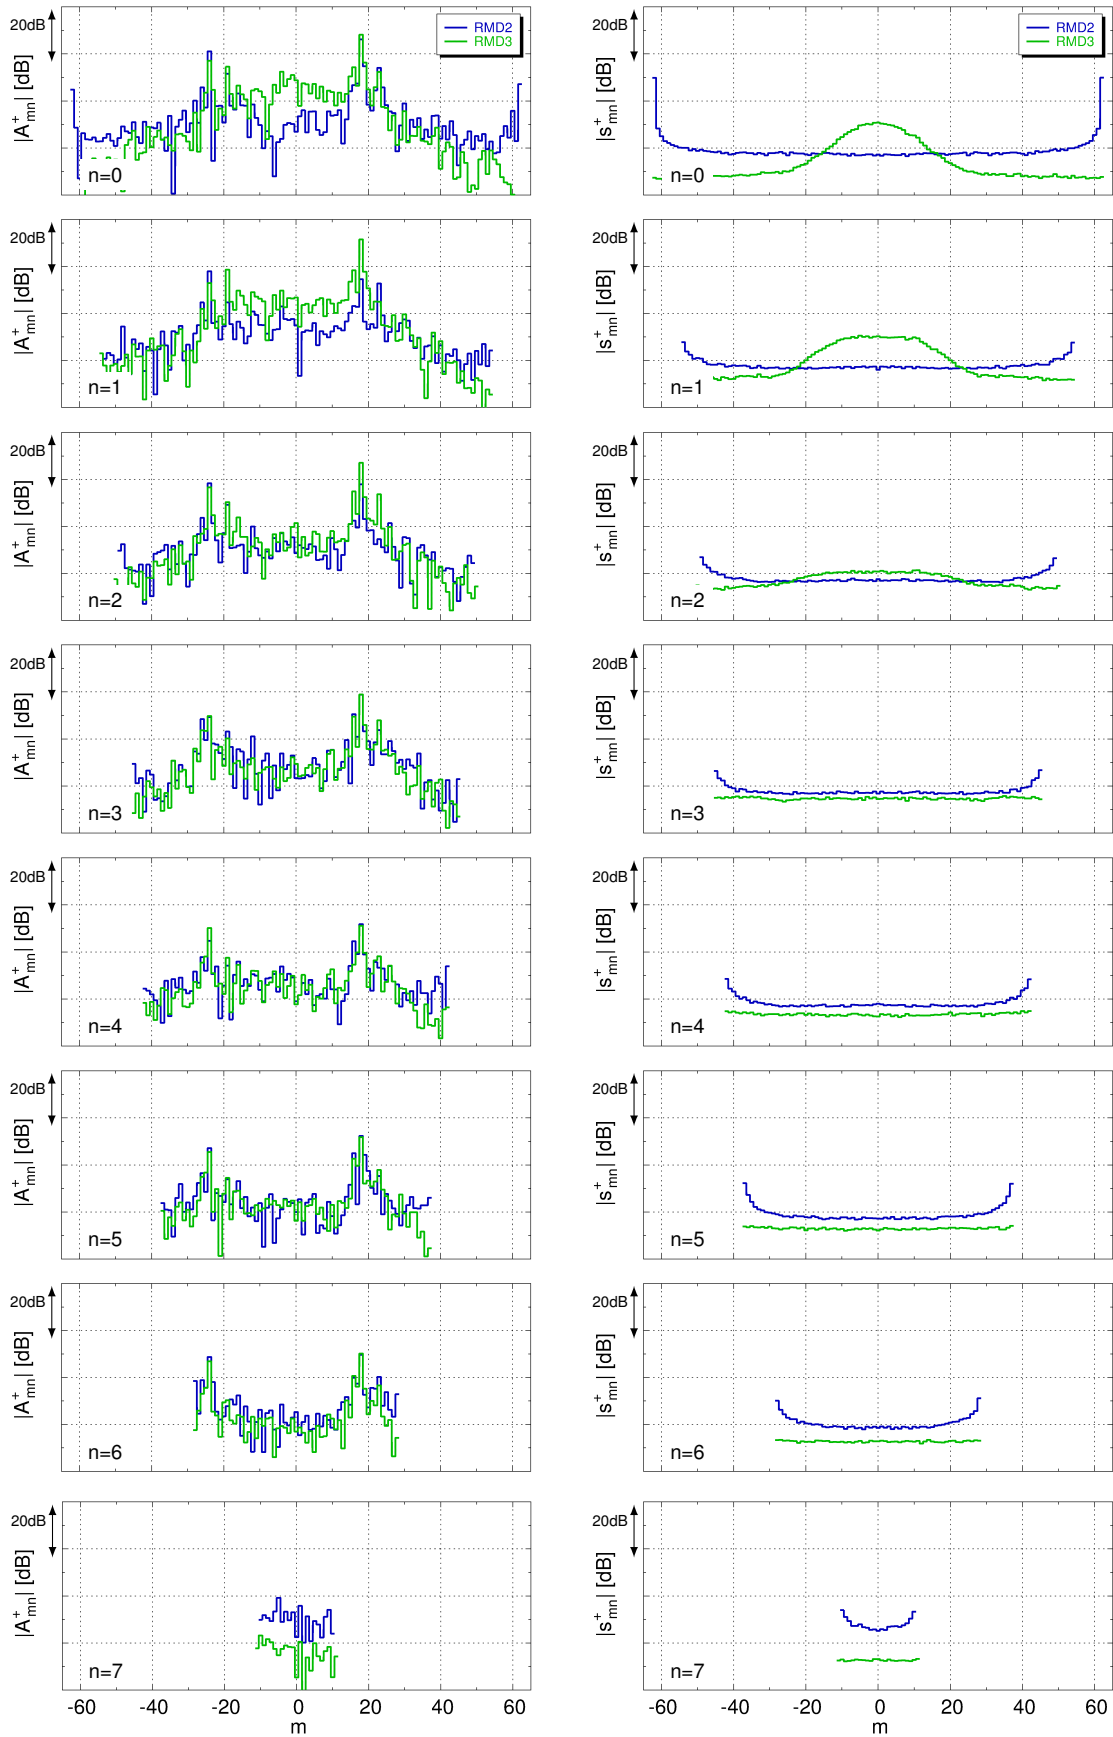 20dB
|A⁺mn| [dB]
RMD2
RMD3
n=0
20dB
|s⁺mn| [dB]
RMD2
RMD3
n=0
20dB
|A⁺mn| [dB]
n=1
20dB
|s⁺mn| [dB]
n=1
20dB
|A⁺mn| [dB]
n=2
20dB
|s⁺mn| [dB]
n=2
20dB
|A⁺mn| [dB]
n=3
20dB
|s⁺mn| [dB]
n=3
20dB
|A⁺mn| [dB]
n=4
20dB
|s⁺mn| [dB]
n=4
20dB
|A⁺mn| [dB]
n=5
20dB
|s⁺mn| [dB]
n=5
20dB
|A⁺mn| [dB]
n=6
20dB
|s⁺mn| [dB]
n=6
20dB
|A⁺mn| [dB]
n=7
-60 -40 -20 0 20 40 60
m
20dB
|s⁺mn| [dB]
n=7
-60 -40 -20 0 20 40 60
m